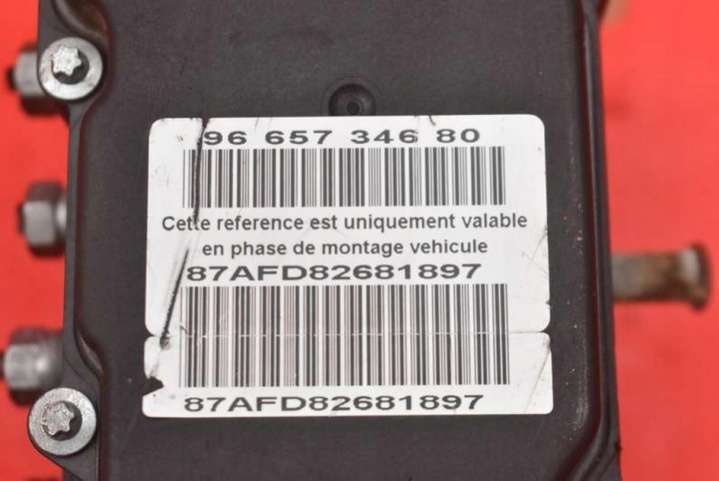 96 657 346 80
Cette reference est uniquement valable
en phase de montage vehicule
87AFD82681897
87AFD82681897